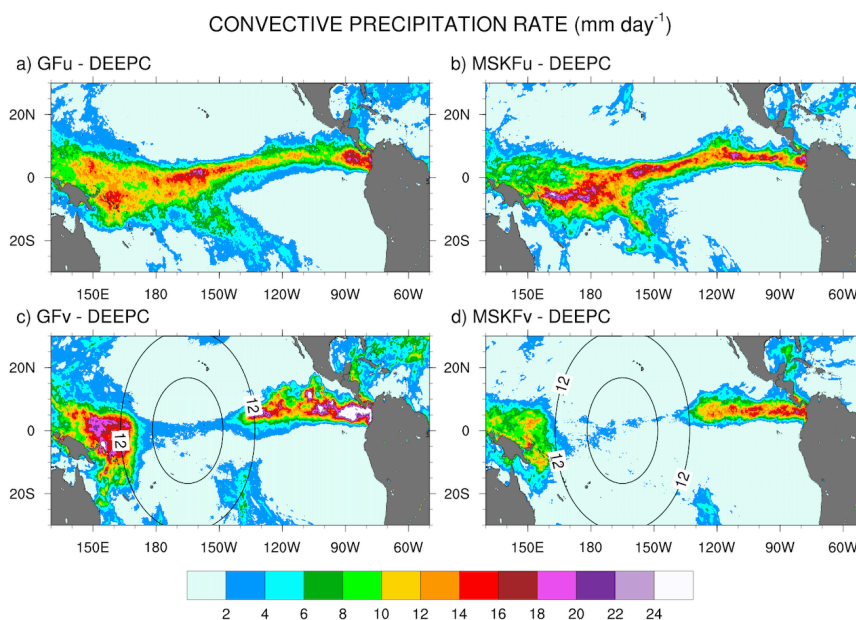 CONVECTIVE PRECIPITATION RATE (mm day-1)
a) GFu - DEEPC
b) MSKFu - DEEPC
20N
0
20S
150E 180 150W 120W 90W 60W
20N
0
20S
150E 180 150W 120W 90W 60W
c) GFv - DEEPC
d) MSKFv - DEEPC
20N
0
20S
12
12
12
150E 180 150W 120W 90W 60W
20N
0
20S
12
12
12
12
150E 180 150W 120W 90W 60W
2 4 6 8 10 12 14 16 18 20 22 24